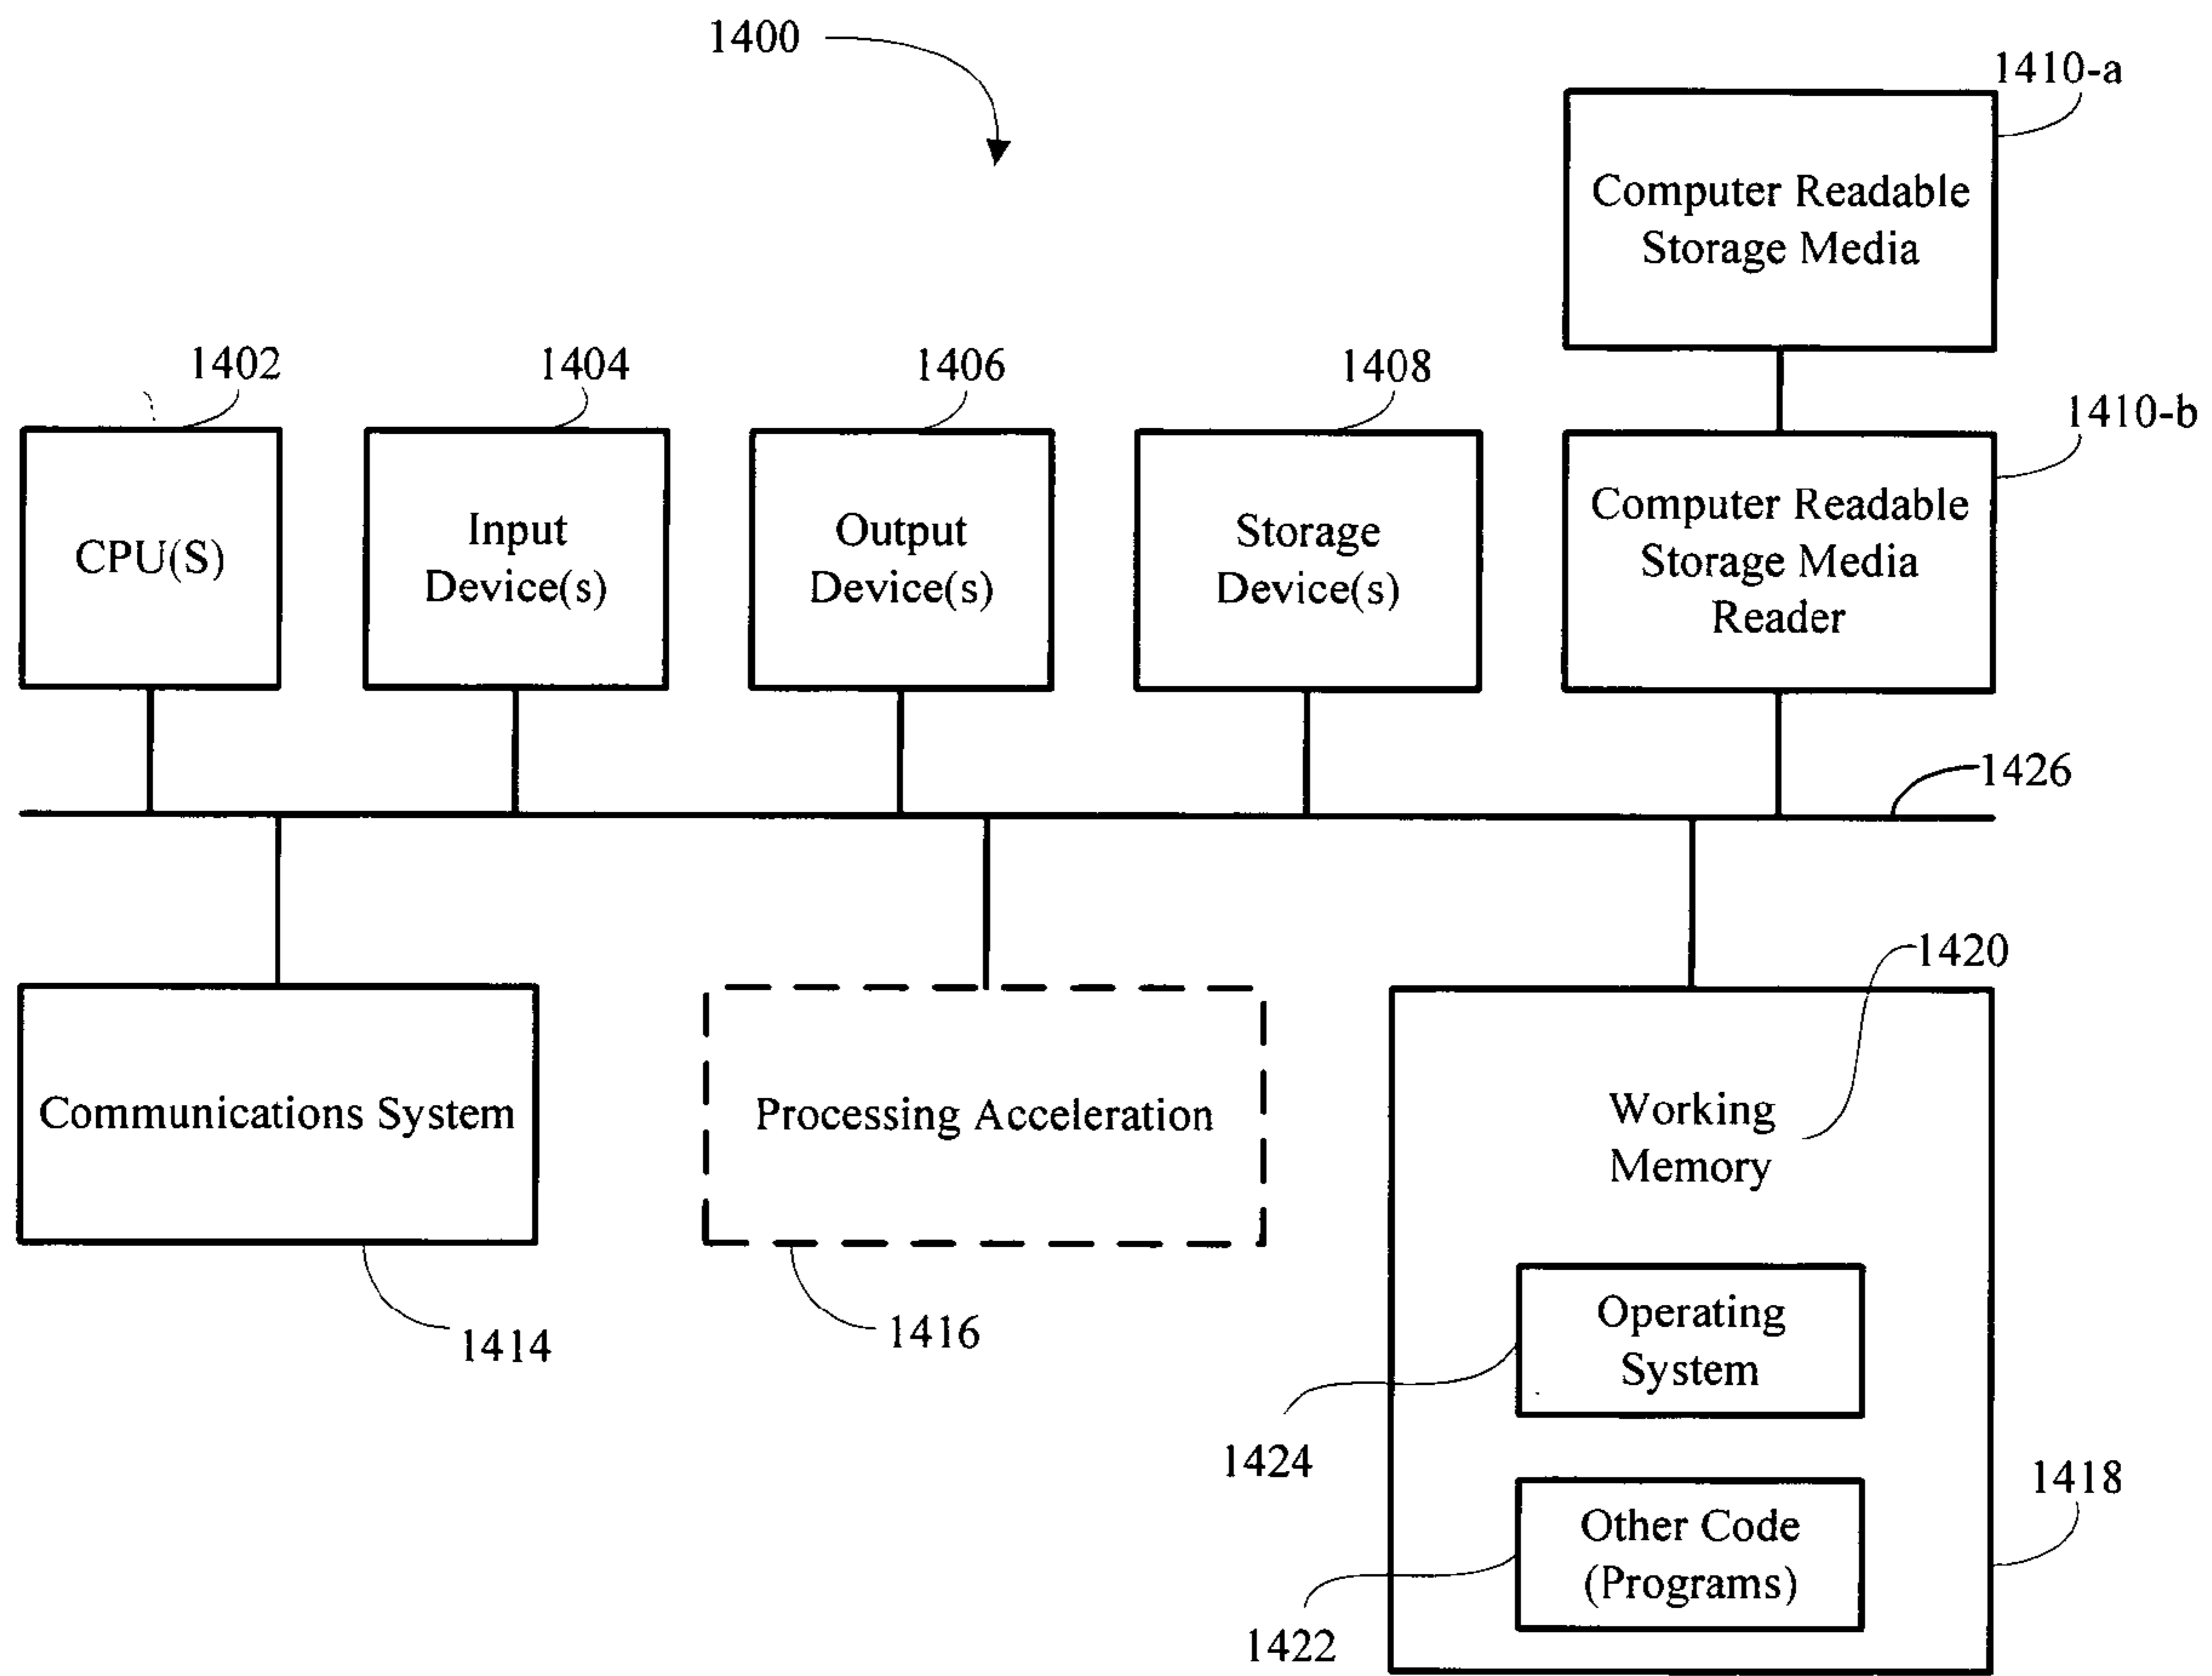 1400
1410-a
Computer Readable
Storage Media
1402
1404
1406
1408
1410-b
CPU(S)
Input
Device(s)
Output
Device(s)
Storage
Device(s)
Computer Readable
Storage Media
Reader
1426
1420
Communications System
Processing Acceleration
Working
Memory
1414
1416
Operating
System
1424
1418
Other Code
(Programs)
1422